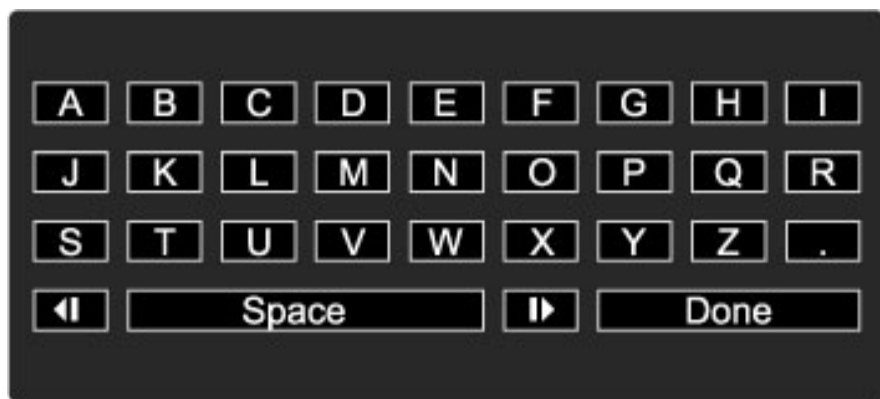 A B C D E F G H I
J K L M N O P Q R
S T U V W X Y Z .
Space Done